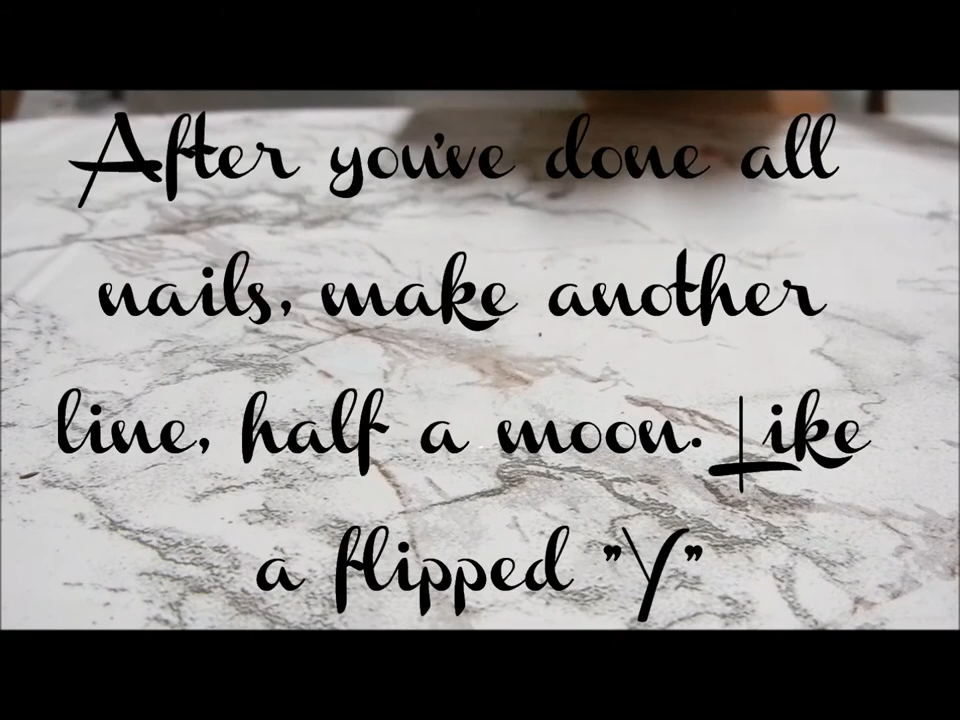 After you've done all
nails, make another
line, half a moon. Like
a flipped "Y"